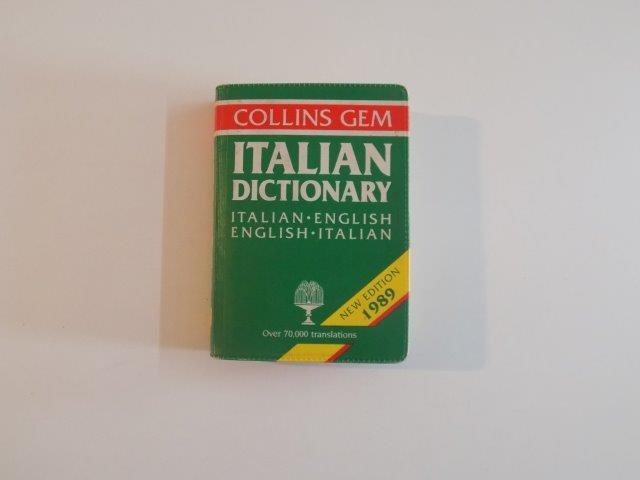 COLLINS GEM
ITALIAN
DICTIONARY
ITALIAN·ENGLISH
ENGLISH·ITALIAN
NEW EDITION
1989
Over 70,000 translations